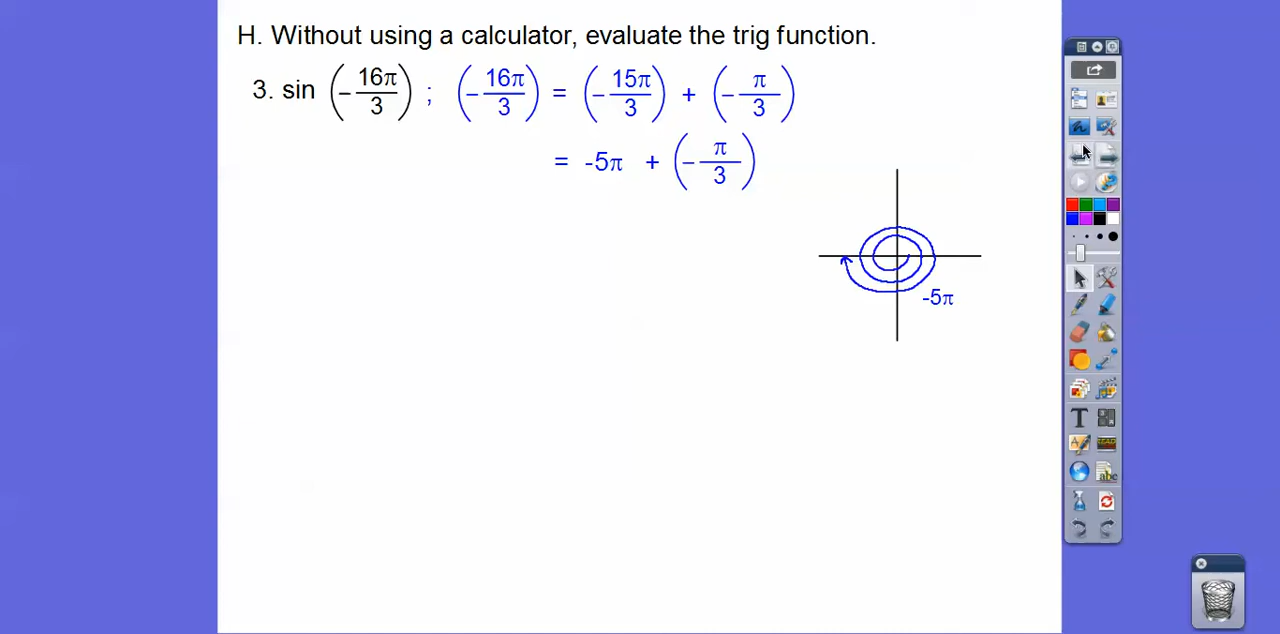 H. Without using a calculator, evaluate the trig function.
3. sin (-16π/3) ; (-16π/3) = (-15π/3) + (-π/3)
= -5π + (-π/3)
-5π